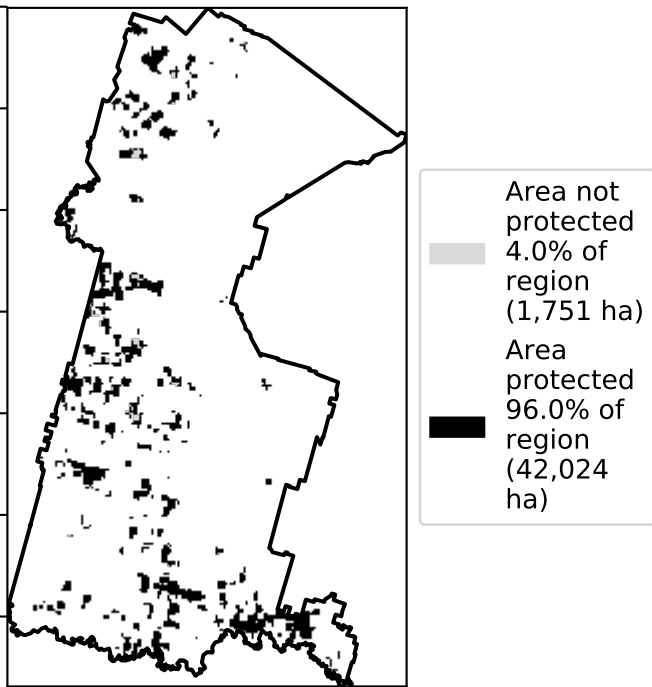 Area not
protected
4.0% of
region
(1,751 ha)
Area
protected
96.0% of
region
(42,024
ha)